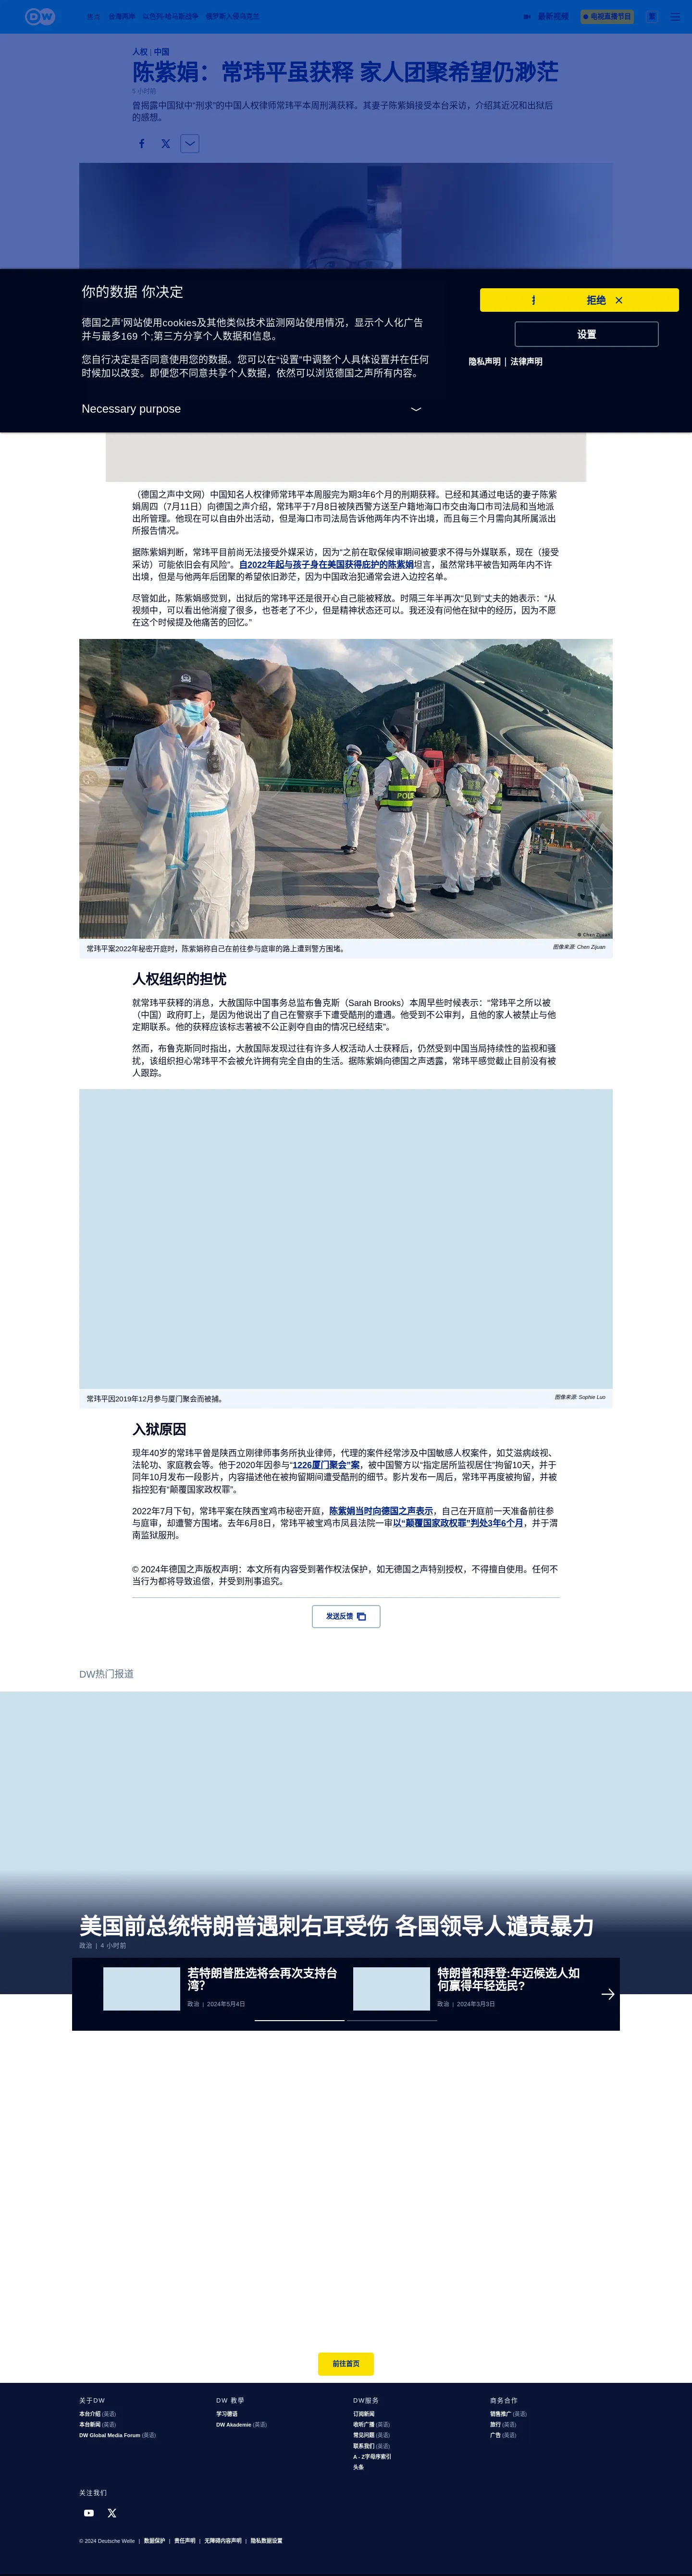 DW
焦点 台湾两岸 以色列-哈马斯战争 俄罗斯入侵乌克兰
最新视频
电视直播节目
繁
人权 | 中国
陈紫娟：常玮平虽获释 家人团聚希望仍渺茫
5 小时前
曾揭露中国狱中“刑求”的中国人权律师常玮平本周刑满获释。其妻子陈紫娟接受本台采访，介绍其近况和出狱后
的感想。
你的数据 你决定
德国之声'网站使用cookies及其他类似技术监测网站使用情况，显示个人化广告
并与最多169 个;第三方分享个人数据和信息。
您自行决定是否同意使用您的数据。您可以在“设置”中调整个人具体设置并在任何
时候加以改变。即便您不同意共享个人数据，依然可以浏览德国之声所有内容。
Necessary purpose
拒绝
设置
隐私声明 | 法律声明
（德国之声中文网）中国知名人权律师常玮平本周服完为期3年6个月的刑期获释。已经和其通过电话的妻子陈紫
娟周四（7月11日）向德国之声介绍，常玮平于7月8日被陕西警方送至户籍地海口市交由海口市司法局和当地派
出所管理。他现在可以自由外出活动，但是海口市司法局告诉他两年内不许出境，而且每三个月需向其所属派出
所报告情况。
据陈紫娟判断，常玮平目前尚无法接受外媒采访，因为“之前在取保候审期间被要求不得与外媒联系，现在（接受
采访）可能依旧会有风险”。自2022年起与孩子身在美国获得庇护的陈紫娟坦言，虽然常玮平被告知两年内不许
出境，但是与他两年后团聚的希望依旧渺茫，因为中国政治犯通常会进入边控名单。
尽管如此，陈紫娟感觉到，出狱后的常玮平还是很开心自己能被释放。时隔三年半再次“见到”丈夫的她表示：“从
视频中，可以看出他消瘦了很多，也苍老了不少，但是精神状态还可以。我还没有问他在狱中的经历，因为不愿
在这个时候提及他痛苦的回忆。”
POLI
© Chen Zijuan
常玮平案2022年秘密开庭时，陈紫娟称自己在前往参与庭审的路上遭到警方围堵。
图像来源: Chen Zijuan
人权组织的担忧
就常玮平获释的消息，大赦国际中国事务总监布鲁克斯（Sarah Brooks）本周早些时候表示：“常玮平之所以被
（中国）政府盯上，是因为他说出了自己在警察手下遭受酷刑的遭遇。他受到不公审判，且他的家人被禁止与他
定期联系。他的获释应该标志著被不公正剥夺自由的情况已经结束“。
然而，布鲁克斯同时指出，大赦国际发现过往有许多人权活动人士获释后，仍然受到中国当局持续性的监视和骚
扰，该组织担心常玮平不会被允许拥有完全自由的生活。据陈紫娟向德国之声透露，常玮平感觉截止目前没有被
人跟踪。
常玮平因2019年12月参与厦门聚会而被捕。
图像来源: Sophie Luo
入狱原因
现年40岁的常玮平曾是陕西立刚律师事务所执业律师，代理的案件经常涉及中国敏感人权案件，如艾滋病歧视、
法轮功、家庭教会等。他于2020年因参与“1226厦门聚会”案，被中国警方以“指定居所监视居住”拘留10天，并于
同年10月发布一段影片，内容描述他在被拘留期间遭受酷刑的细节。影片发布一周后，常玮平再度被拘留，并被
指控犯有“颠覆国家政权罪”。
2022年7月下旬，常玮平案在陕西宝鸡市秘密开庭，陈紫娟当时向德国之声表示，自己在开庭前一天准备前往参
与庭审，却遭警方围堵。去年6月8日，常玮平被宝鸡市凤县法院一审以“颠覆国家政权罪”判处3年6个月，并于渭
南监狱服刑。
© 2024年德国之声版权声明：本文所有内容受到著作权法保护，如无德国之声特别授权，不得擅自使用。任何不
当行为都将导致追偿，并受到刑事追究。
发送反馈
DW热门报道
美国前总统特朗普遇刺右耳受伤 各国领导人谴责暴力
政治 | 4 小时前
若特朗普胜选将会再次支持台
湾？
政治 | 2024年5月4日
特朗普和拜登:年迈候选人如
何赢得年轻选民?
政治 | 2024年3月3日
前往首页
关于DW
本台介绍 (英语)
本台新闻 (英语)
DW Global Media Forum (英语)
DW 教學
学习德语
DW Akademie (英语)
DW服务
订阅新闻
收听广播 (英语)
常见问题 (英语)
联系我们 (英语)
A - Z字母序索引
头条
商务合作
销售推广 (英语)
旅行 (英语)
广告 (英语)
关注我们
© 2024 Deutsche Welle | 数据保护 | 责任声明 | 无障碍内容声明 | 隐私数据设置